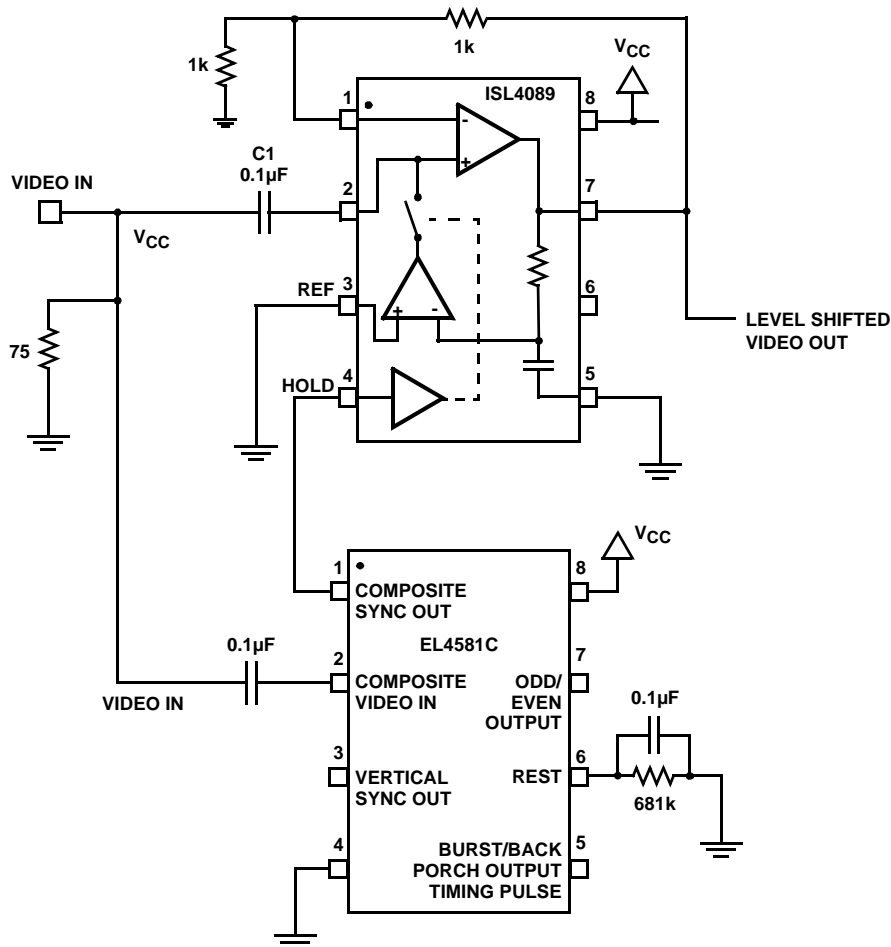 1k
1k
VCC
ISL4089
1
8
C1
0.1µF
VIDEO IN
2
7
VCC
REF
3
6
LEVEL SHIFTED
VIDEO OUT
75
HOLD
4
5
VCC
1
8
COMPOSITE
SYNC OUT
EL4581C
0.1µF
2
7
VIDEO IN
COMPOSITE
VIDEO IN
ODD/
EVEN
OUTPUT
0.1µF
3
6
VERTICAL
SYNC OUT
REST
681k
4
5
BURST/BACK
PORCH OUTPUT
TIMING PULSE